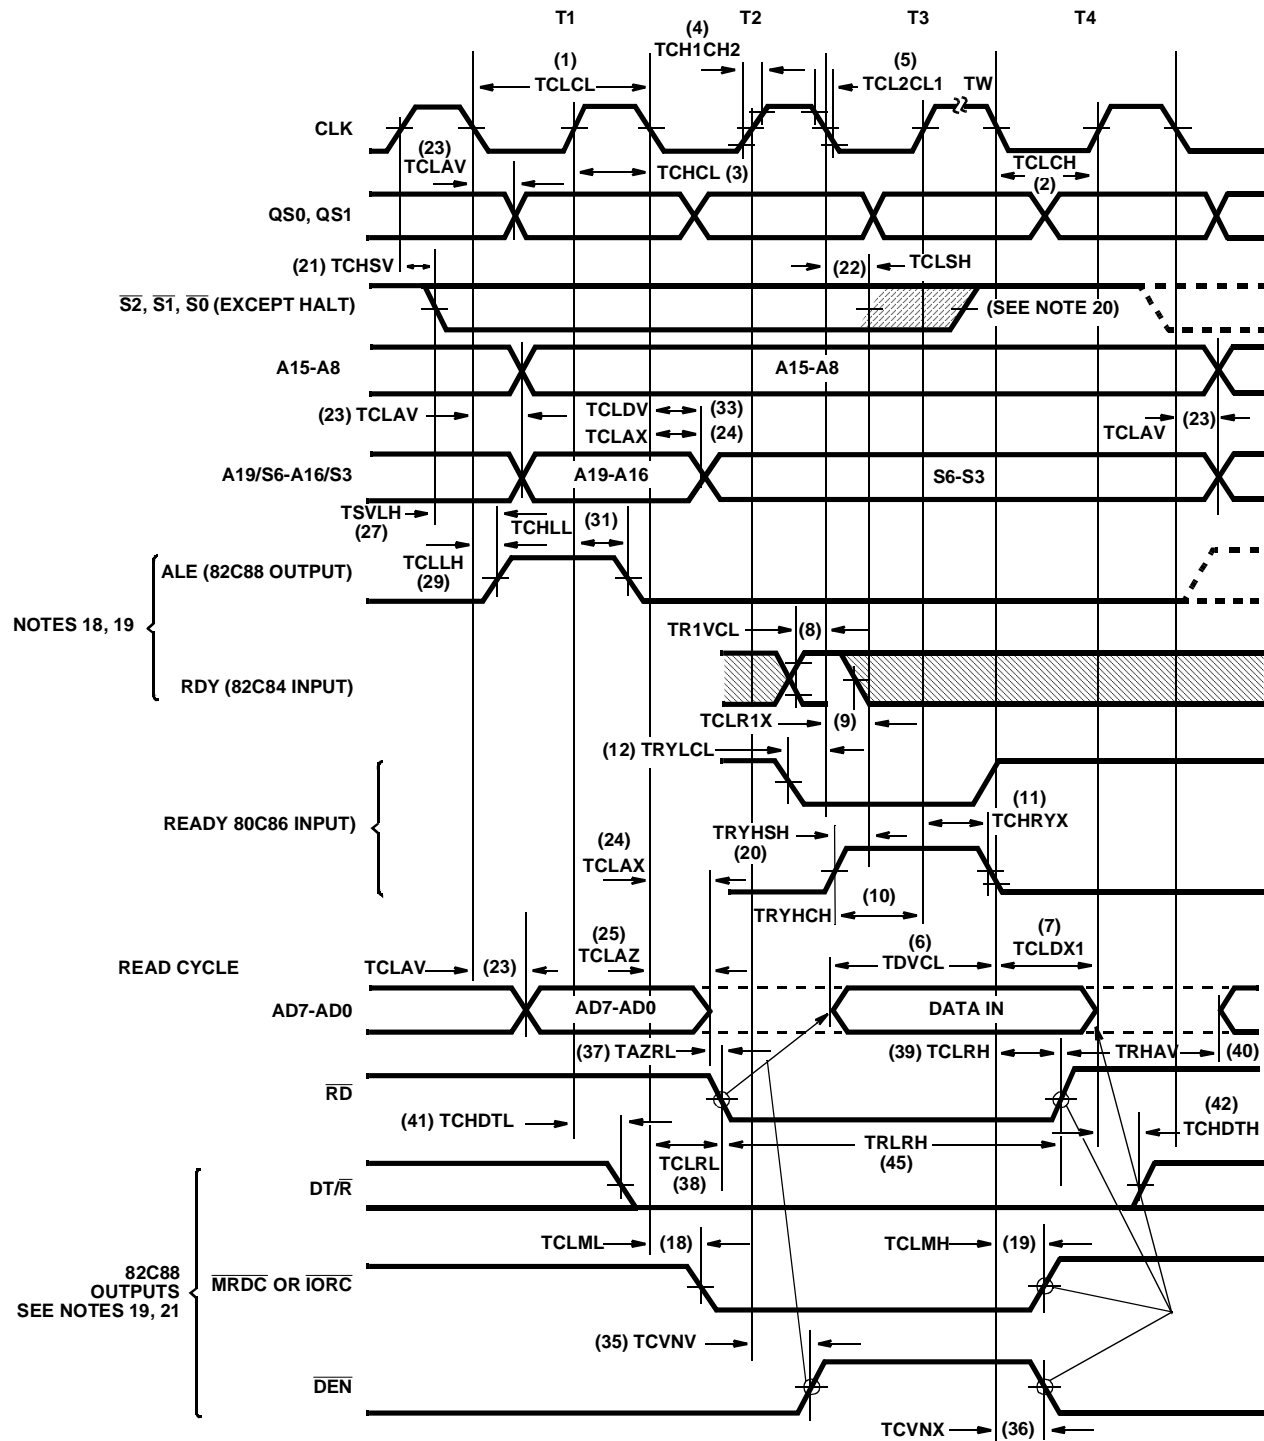 T1 T2 T3 T4
(4)
TCH1CH2
(1)
TCLCL
(5)
TCL2CL1
TW
CLK
(23)
TCLAV
TCHCL (3)
TCLCH
(2)
QS0, QS1
(21) TCHSV
(22)
TCLSH
S2, S1, S0 (EXCEPT HALT)
(SEE NOTE 20)
A15-A8
A15-A8
(23) TCLAV
TCLDV (33)
TCLAX (24)
TCLAV (23)
A19/S6-A16/S3
A19-A16
S6-S3
TSVLH
(27)
TCHLL (31)
TCLLH
(29)
ALE (82C88 OUTPUT)
NOTES 18, 19
TR1VCL (8)
RDY (82C84 INPUT)
TCLR1X (9)
(12) TRYLCL
READY 80C86 INPUT)
(11)
TCHRYX
TRYHSH
(20)
(24)
TCLAX
(10)
TRYHCH
READ CYCLE
TCLAV (23)
(25)
TCLAZ
(6)
TDVCL
(7)
TCLDX1
AD7-AD0
AD7-AD0
DATA IN
(37) TAZRL
(39) TCLRH
TRHAV (40)
RD
(41) TCHDTL
(42)
TCHDTH
TCLRL
(38)
TRLRH
(45)
DT/R
TCLML (18)
TCLMH (19)
82C88
OUTPUTS
SEE NOTES 19, 21
MRDC OR IORC
(35) TCVNV
DEN
TCVNX (36)